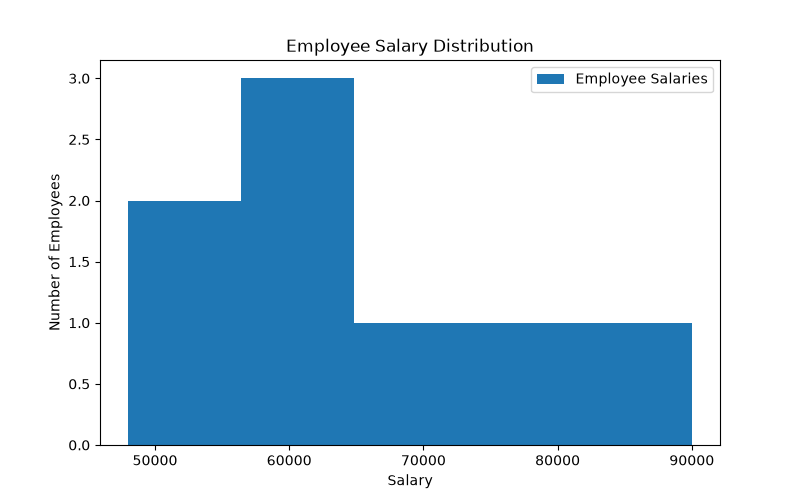 Employee Salary Distribution
Employee Salaries
3.0
2.5
2.0
1.5
1.0
0.5
0.0
Number of Employees
50000 60000 70000 80000 90000
Salary